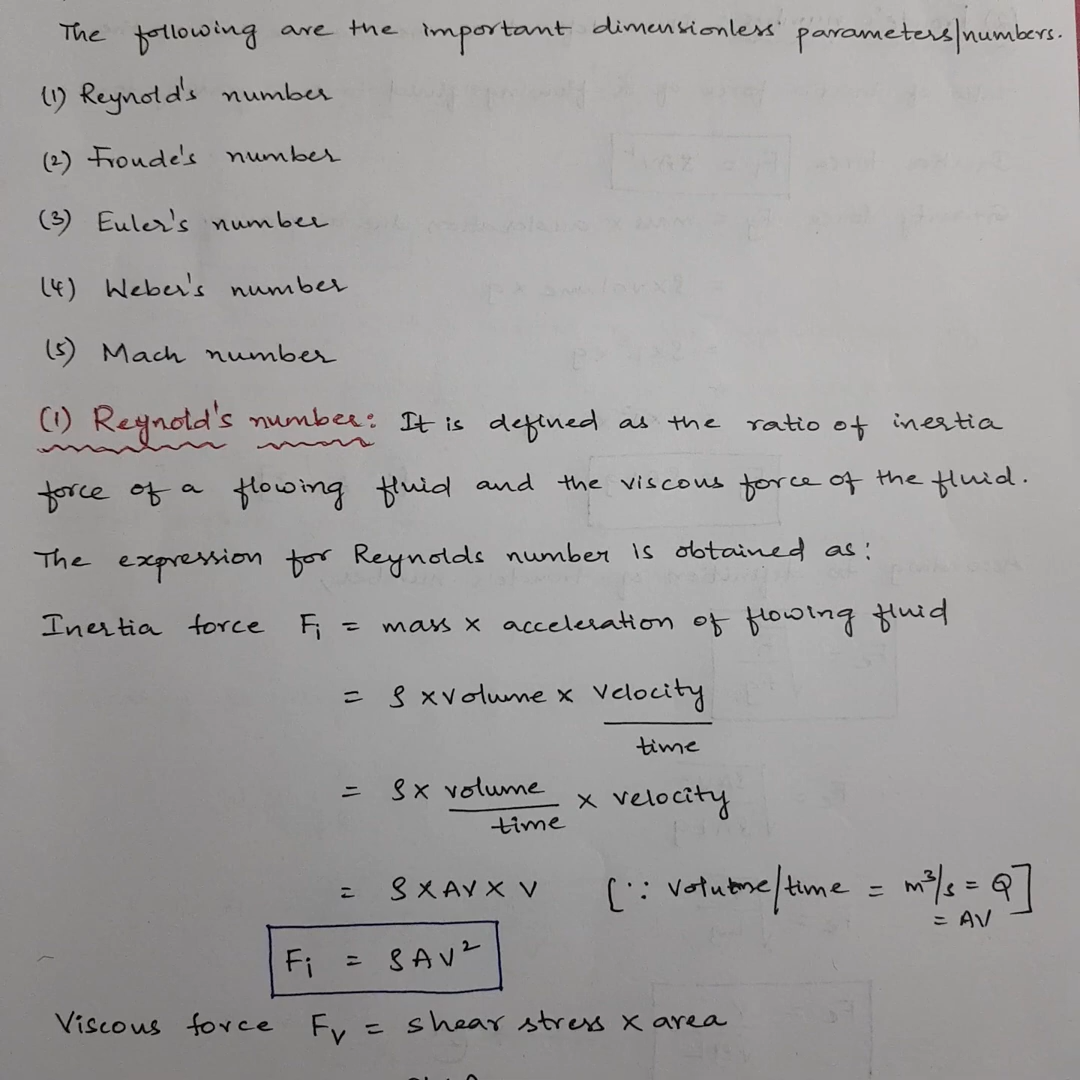 The following are the important dimensionless parameters/numbers.
(1) Reynold's number
(2) Froude's number
(3) Euler's number
(4) Weber's number
(5) Mach number
(1) Reynold's number: It is defined as the ratio of inertia
force of a flowing fluid and the viscous force of the fluid.
The expression for Reynolds number is obtained as:
Inertia force Fi = mass x acceleration of flowing fluid
= ρ x volume x velocity/time
= ρ x volume/time x velocity
= ρ x AV x V [∵ volume/time = m³/s = Q]
= AV
Fi = ρAV²
Viscous force Fv = shear stress x area